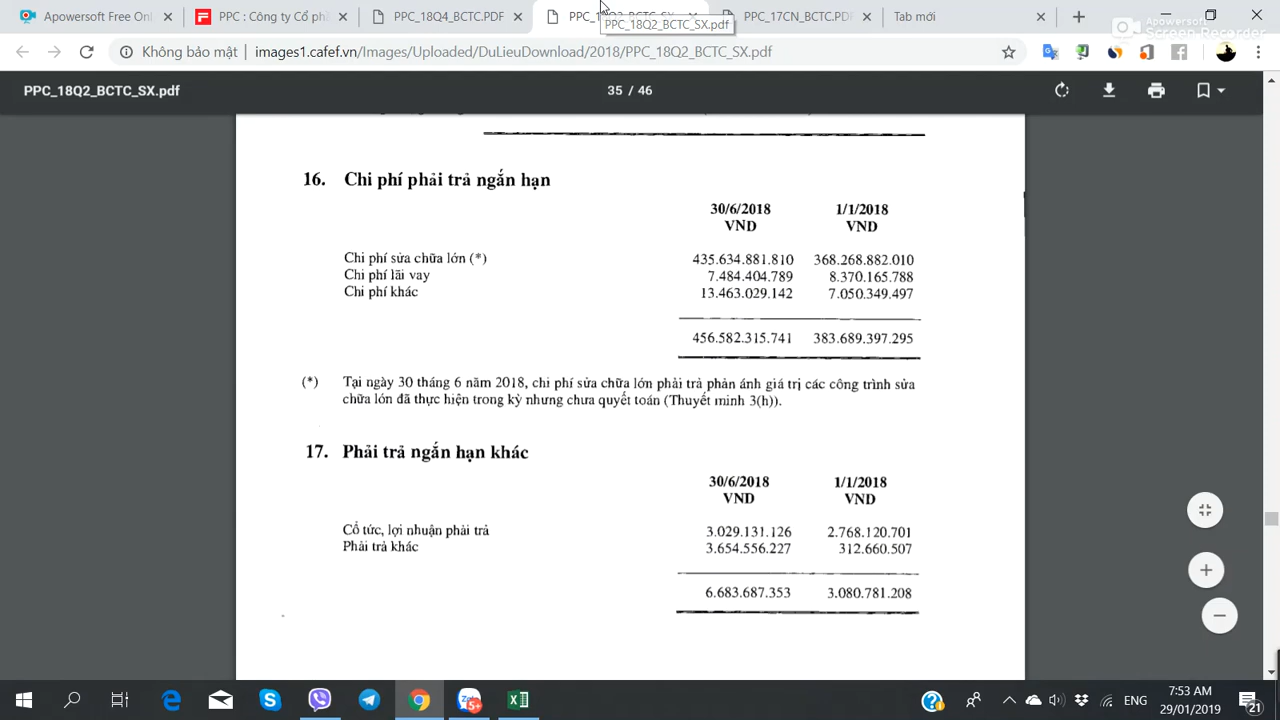 Apowersoft Free Onl
PPC : Công ty Cổ ph
PPC_18Q4_BCTC.PDF
PPC_17CN_BCTC.PDF
Tab mới
PPC_18Q2_BCTC_SX.pdf
Apowersoft
Screen Recorder
Không bảo mật
images1.cafef.vn/Images/Uploaded/DuLieuDownload/2018/PPC_18Q2_BCTC_SX.pdf
PPC_18Q2_BCTC_SX.pdf
35 / 46
16. Chi phí phải trả ngắn hạn
30/6/2018 1/1/2018
VND VND
Chi phí sửa chữa lớn (*) 435.634.881.810 368.268.882.010
Chi phí lãi vay 7.484.404.789 8.370.165.788
Chi phí khác 13.463.029.142 7.050.349.497
456.582.315.741 383.689.397.295
(*) Tại ngày 30 tháng 6 năm 2018, chi phí sửa chữa lớn phải trả phản ánh giá trị các công trình sửa
chữa lớn đã thực hiện trong kỳ nhưng chưa quyết toán (Thuyết minh 3(h)).
17. Phải trả ngắn hạn khác
30/6/2018 1/1/2018
VND VND
Cổ tức, lợi nhuận phải trả 3.029.131.126 2.768.120.701
Phải trả khác 3.654.556.227 312.660.507
6.683.687.353 3.080.781.208
ENG
7:53 AM
29/01/2019
21